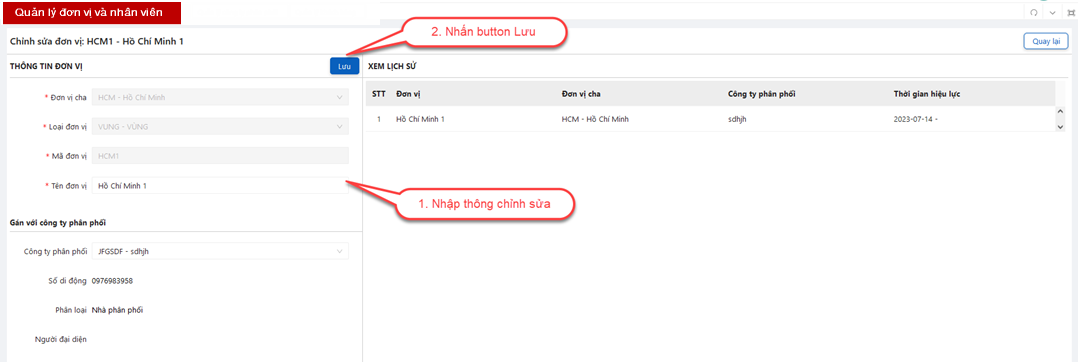 Quản lý đơn vị và nhân viên
2. Nhấn button Lưu
Chỉnh sửa đơn vị: HCM1 - Hồ Chí Minh 1
Quay lại
THÔNG TIN ĐƠN VỊ
Lưu
XEM LỊCH SỬ
STT Đơn vị Đơn vị cha Công ty phân phối Thời gian hiệu lực
1 Hồ Chí Minh 1 HCM - Hồ Chí Minh sdhjh 2023-07-14 -
* Đơn vị cha HCM - Hồ Chí Minh
* Loại đơn vị VUNG - VÙNG
* Mã đơn vị HCM1
* Tên đơn vị Hồ Chí Minh 1
1. Nhập thông chỉnh sửa
Gán với công ty phân phối
Công ty phân phối JFGSDF - sdhjh
Số di động 0976983958
Phân loại Nhà phân phối
Người đại diện